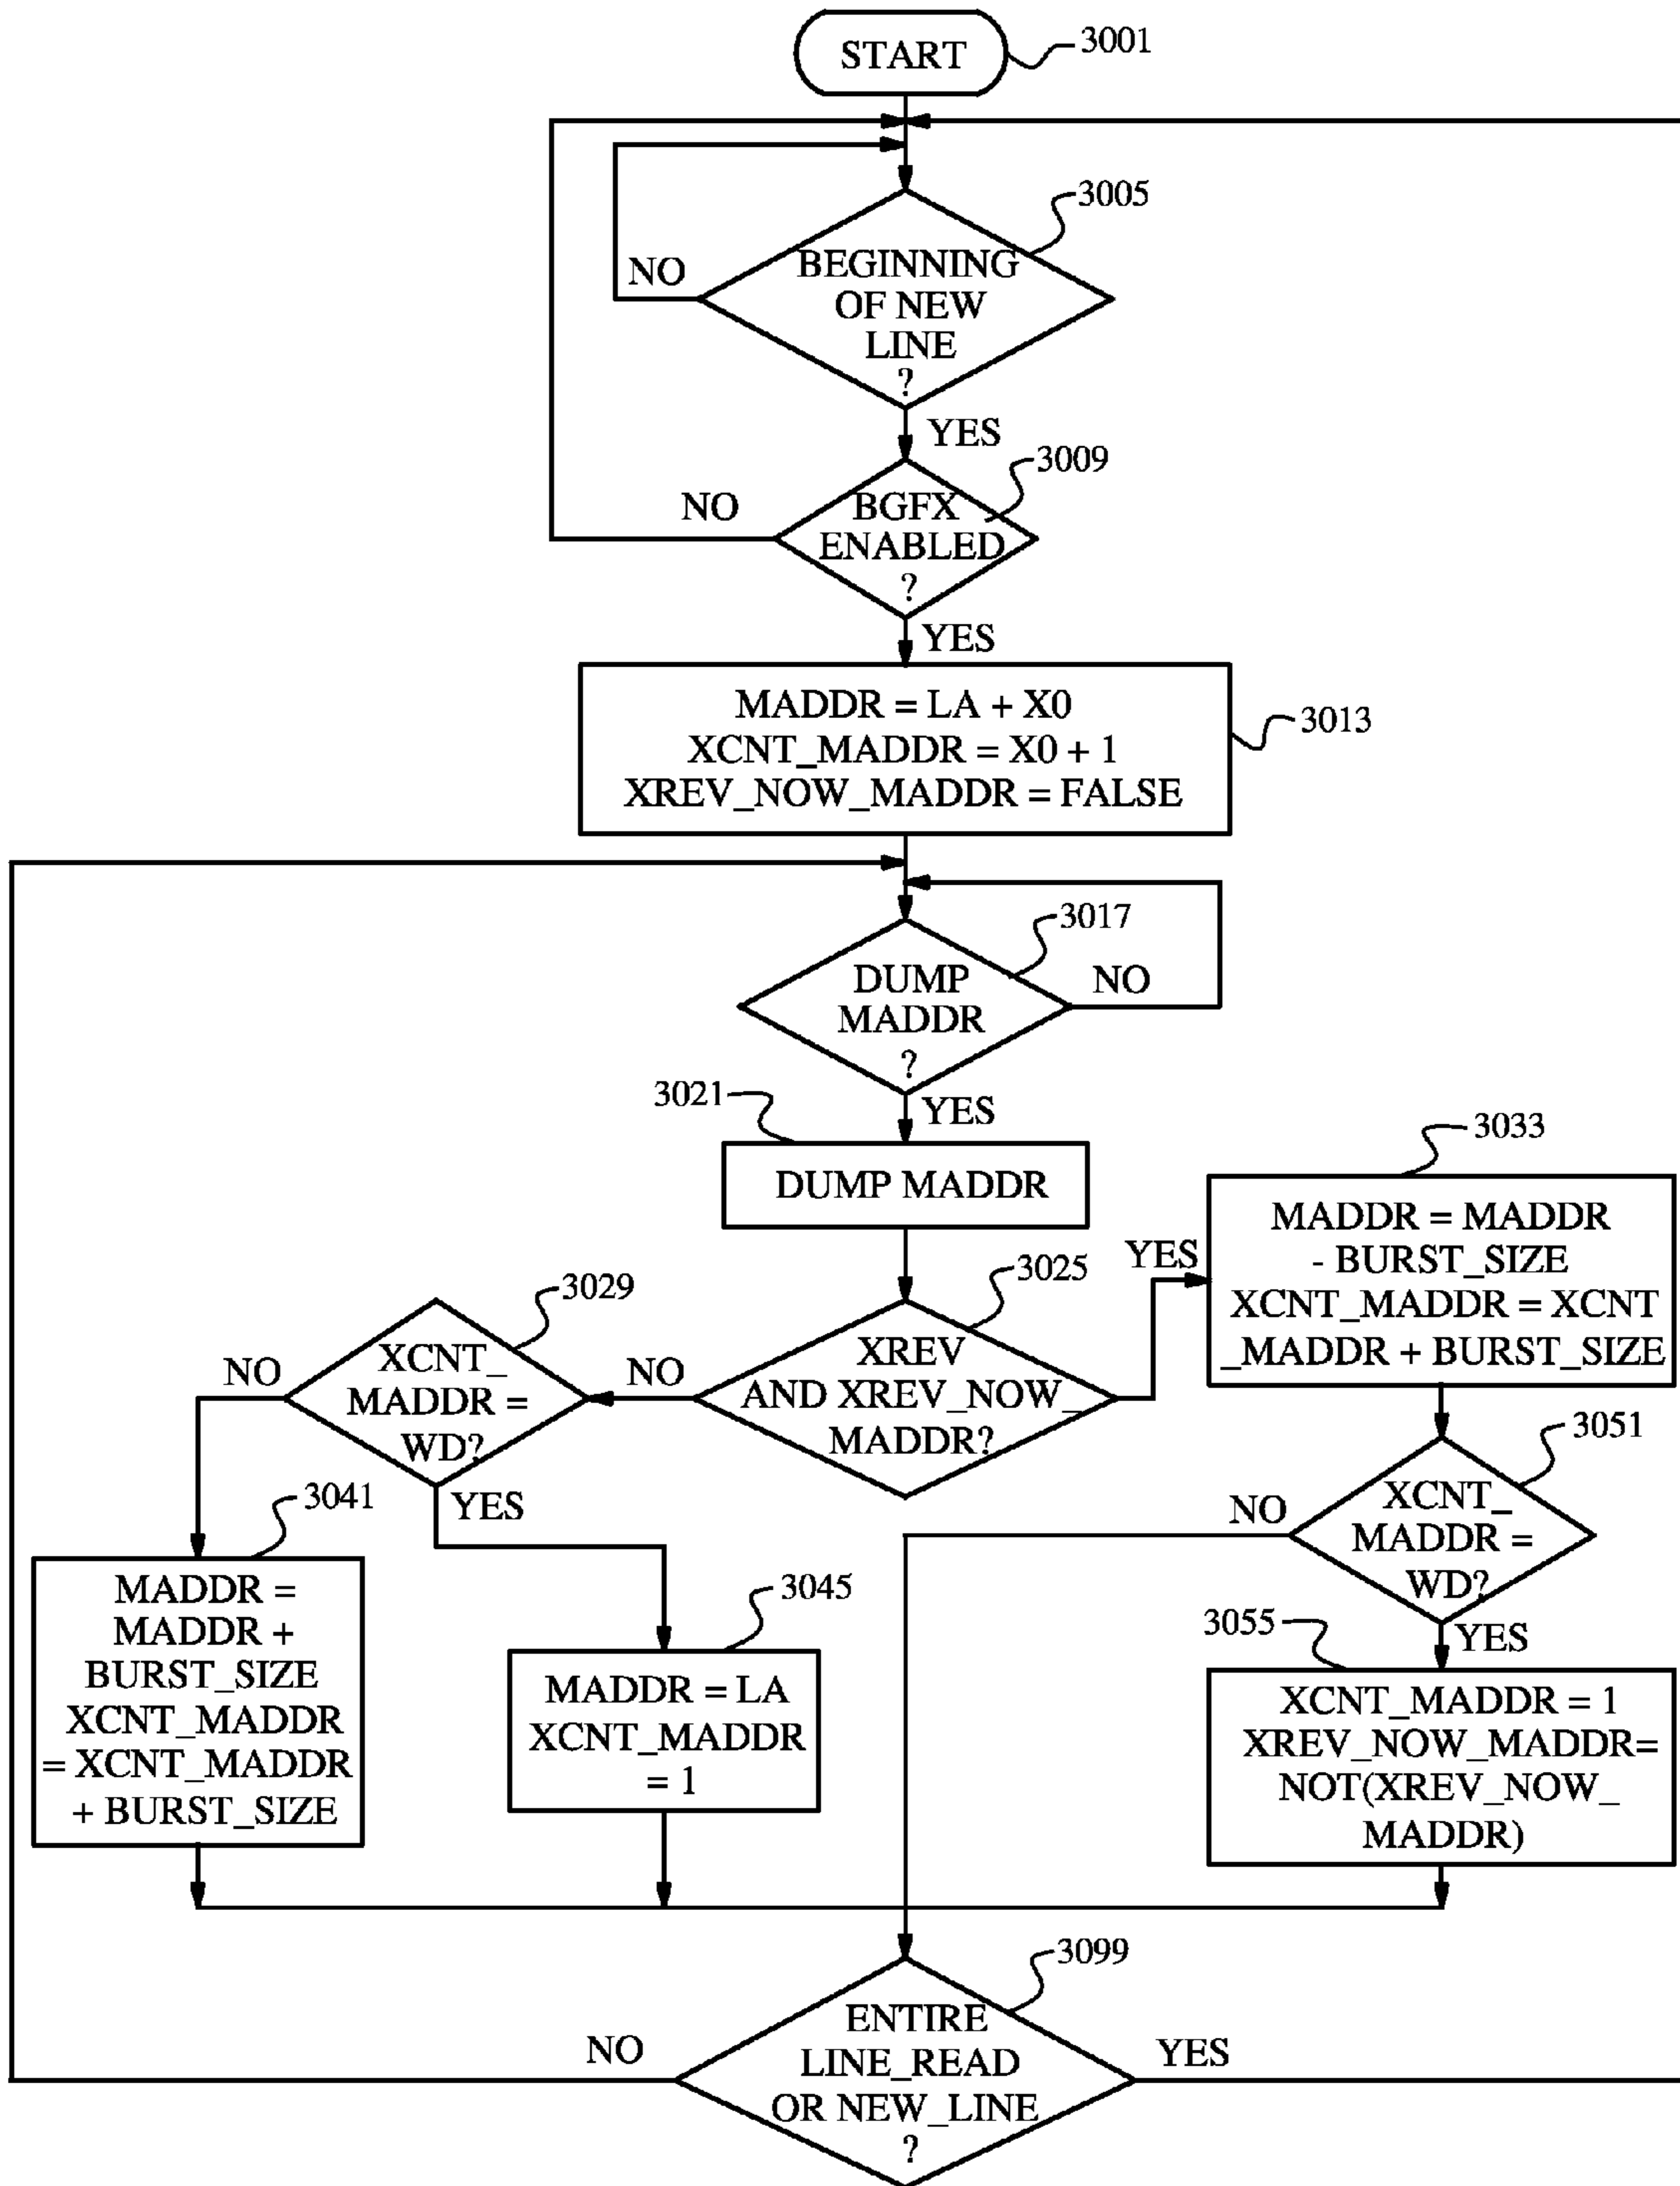 START
3001
3005
BEGINNING
OF NEW
LINE
?
NO
YES
3009
BGFX
ENABLED
?
NO
YES
MADDR = LA + X0
XCNT_MADDR = X0 + 1
XREV_NOW_MADDR = FALSE
3013
3017
DUMP
MADDR
?
NO
YES
3021
DUMP MADDR
3025
XREV
AND XREV_NOW_
MADDR?
NO
YES
3033
MADDR = MADDR
- BURST_SIZE
XCNT_MADDR = XCNT
_MADDR + BURST_SIZE
3029
XCNT_
MADDR =
WD?
NO
YES
3051
XCNT_
MADDR =
WD?
NO
YES
3041
MADDR =
MADDR +
BURST_SIZE
XCNT_MADDR
= XCNT_MADDR
+ BURST_SIZE
3045
MADDR = LA
XCNT_MADDR
= 1
3055
XCNT_MADDR = 1
XREV_NOW_MADDR=
NOT(XREV_NOW_
MADDR)
3099
ENTIRE
LINE_READ
OR NEW_LINE
?
NO
YES